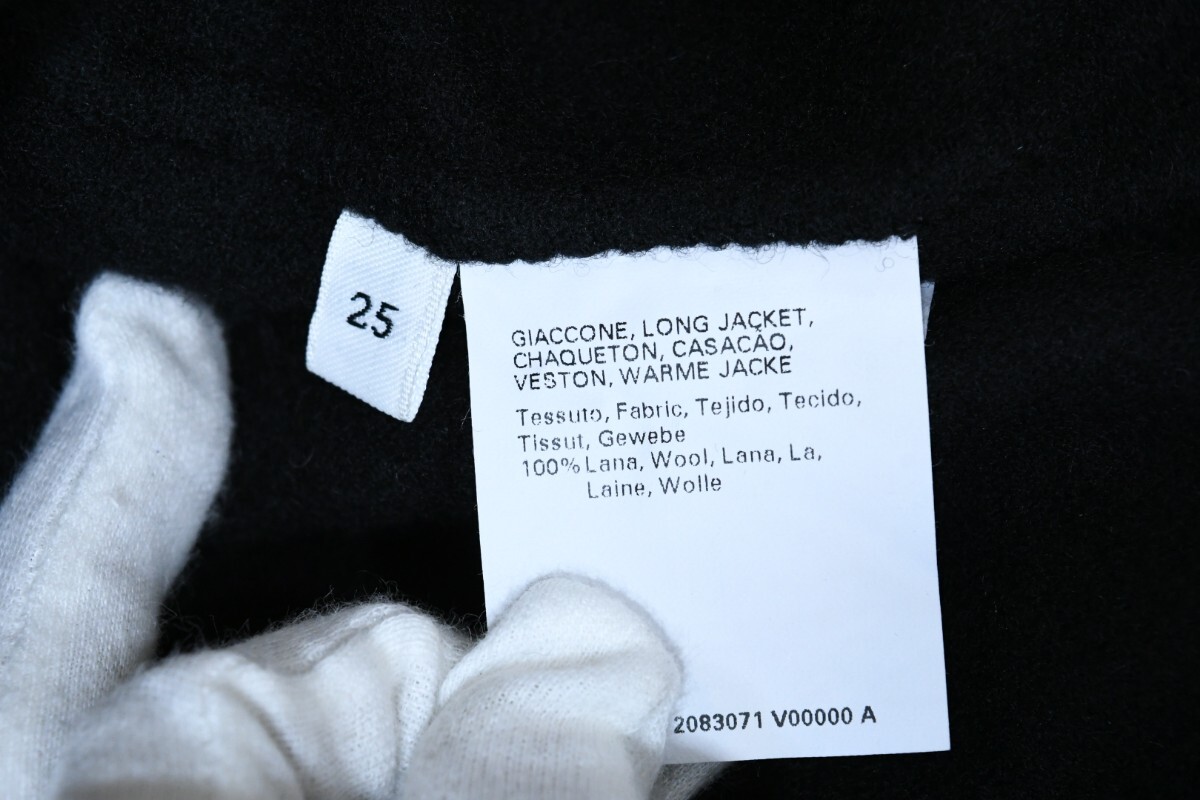 25
GIACCONE, LONG JACKET,
CHAQUETON, CASACÃO,
VESTON, WARME JACKE
Tessuto, Fabric, Tejido, Tecido,
Tissut, Gewebe
100% Lana, Wool, Lana, La,
Laine, Wolle
2083071 V00000 A